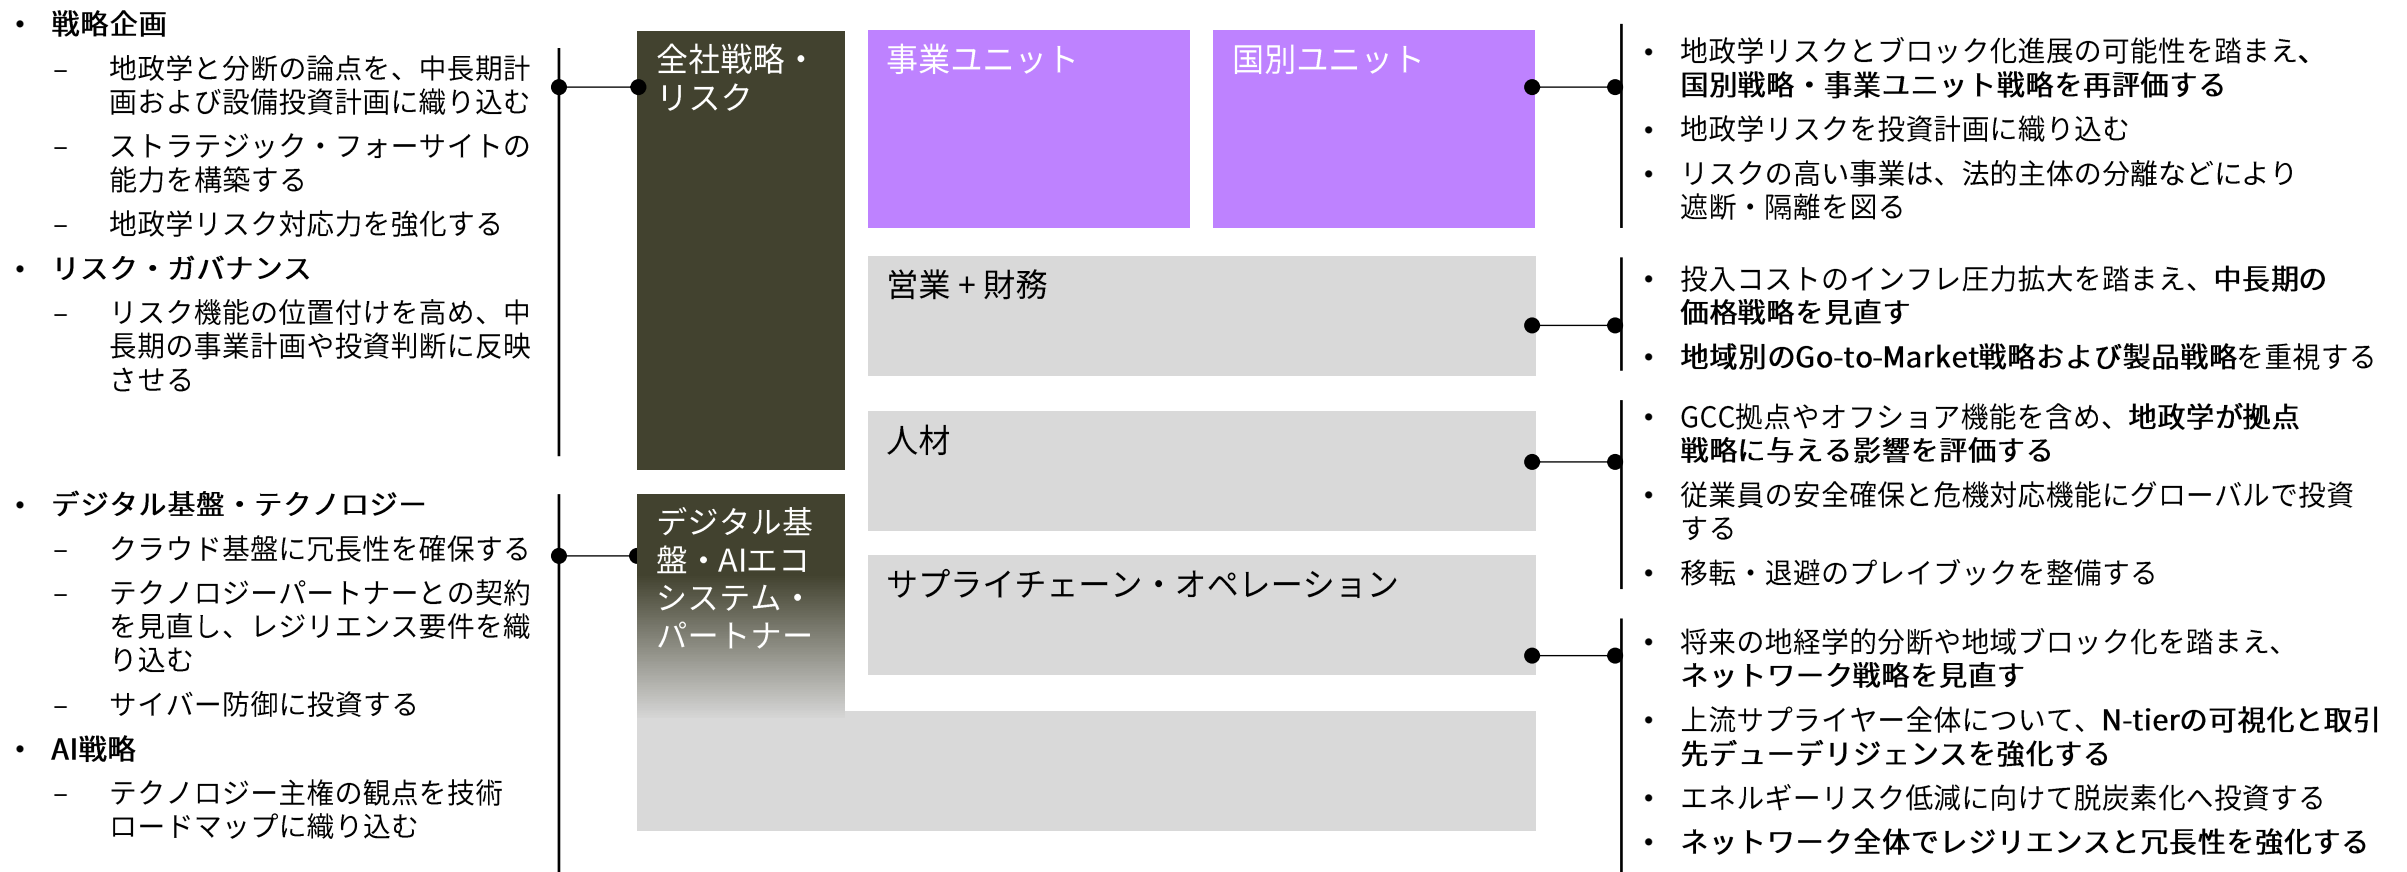 • 戦略企画
– 地政学と分断の論点を、中長期計
画および設備投資計画に織り込む
– ストラテジック・フォーサイトの
能力を構築する
– 地政学リスク対応力を強化する
• リスク・ガバナンス
– リスク機能の位置付けを高め、中
長期の事業計画や投資判断に反映
させる
• デジタル基盤・テクノロジー
– クラウド基盤に冗長性を確保する
– テクノロジーパートナーとの契約
を見直し、レジリエンス要件を織
り込む
– サイバー防御に投資する
• AI戦略
– テクノロジー主権の観点を技術
ロードマップに織り込む
全社戦略・
リスク
デジタル基
盤・AIエコ
システム・
パートナー
事業ユニット
国別ユニット
営業 + 財務
人材
サプライチェーン・オペレーション
• 地政学リスクとブロック化進展の可能性を踏まえ、
国別戦略・事業ユニット戦略を再評価する
• 地政学リスクを投資計画に織り込む
• リスクの高い事業は、法的主体の分離などにより
遮断・隔離を図る
• 投入コストのインフレ圧力拡大を踏まえ、中長期の
価格戦略を見直す
• 地域別のGo-to-Market戦略および製品戦略を重視する
• GCC拠点やオフショア機能を含め、地政学が拠点
戦略に与える影響を評価する
• 従業員の安全確保と危機対応機能にグローバルで投資
する
• 移転・退避のプレイブックを整備する
• 将来の地経学的分断や地域ブロック化を踏まえ、
ネットワーク戦略を見直す
• 上流サプライヤー全体について、N-tierの可視化と取引
先デューデリジェンスを強化する
• エネルギーリスク低減に向けて脱炭素化へ投資する
• ネットワーク全体でレジリエンスと冗長性を強化する